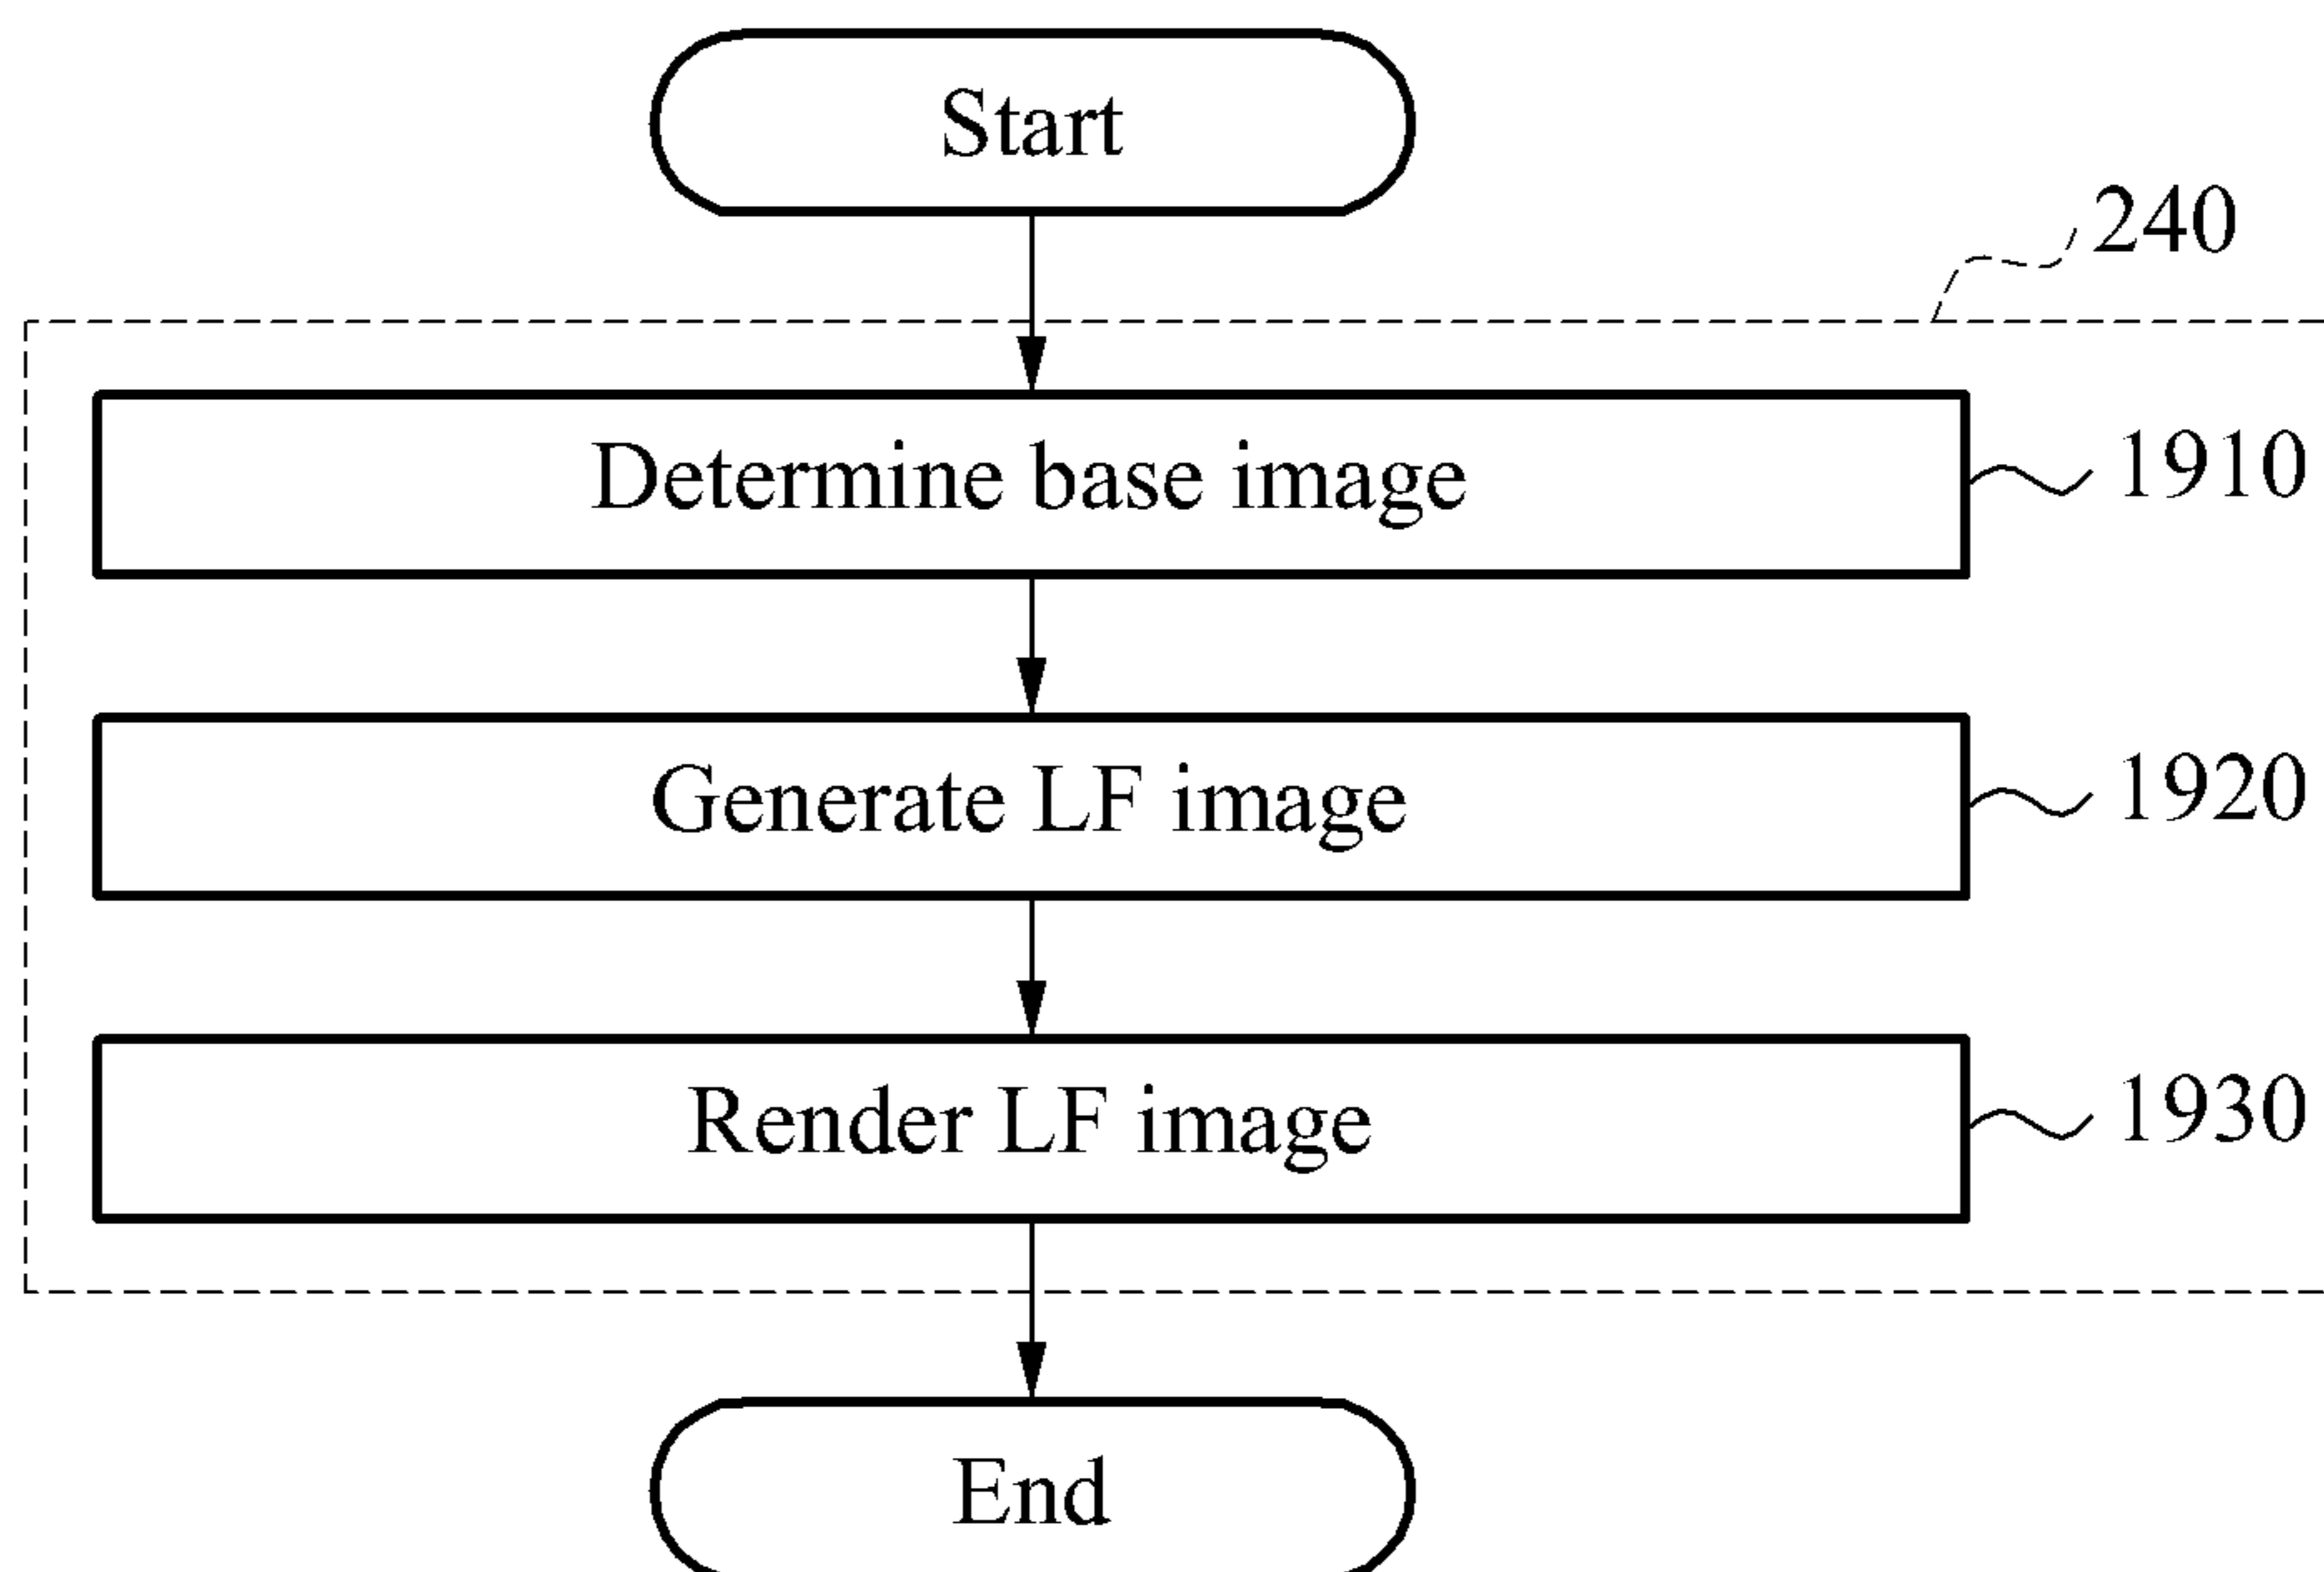 Start
240
Determine base image 1910
Generate LF image 1920
Render LF image 1930
End